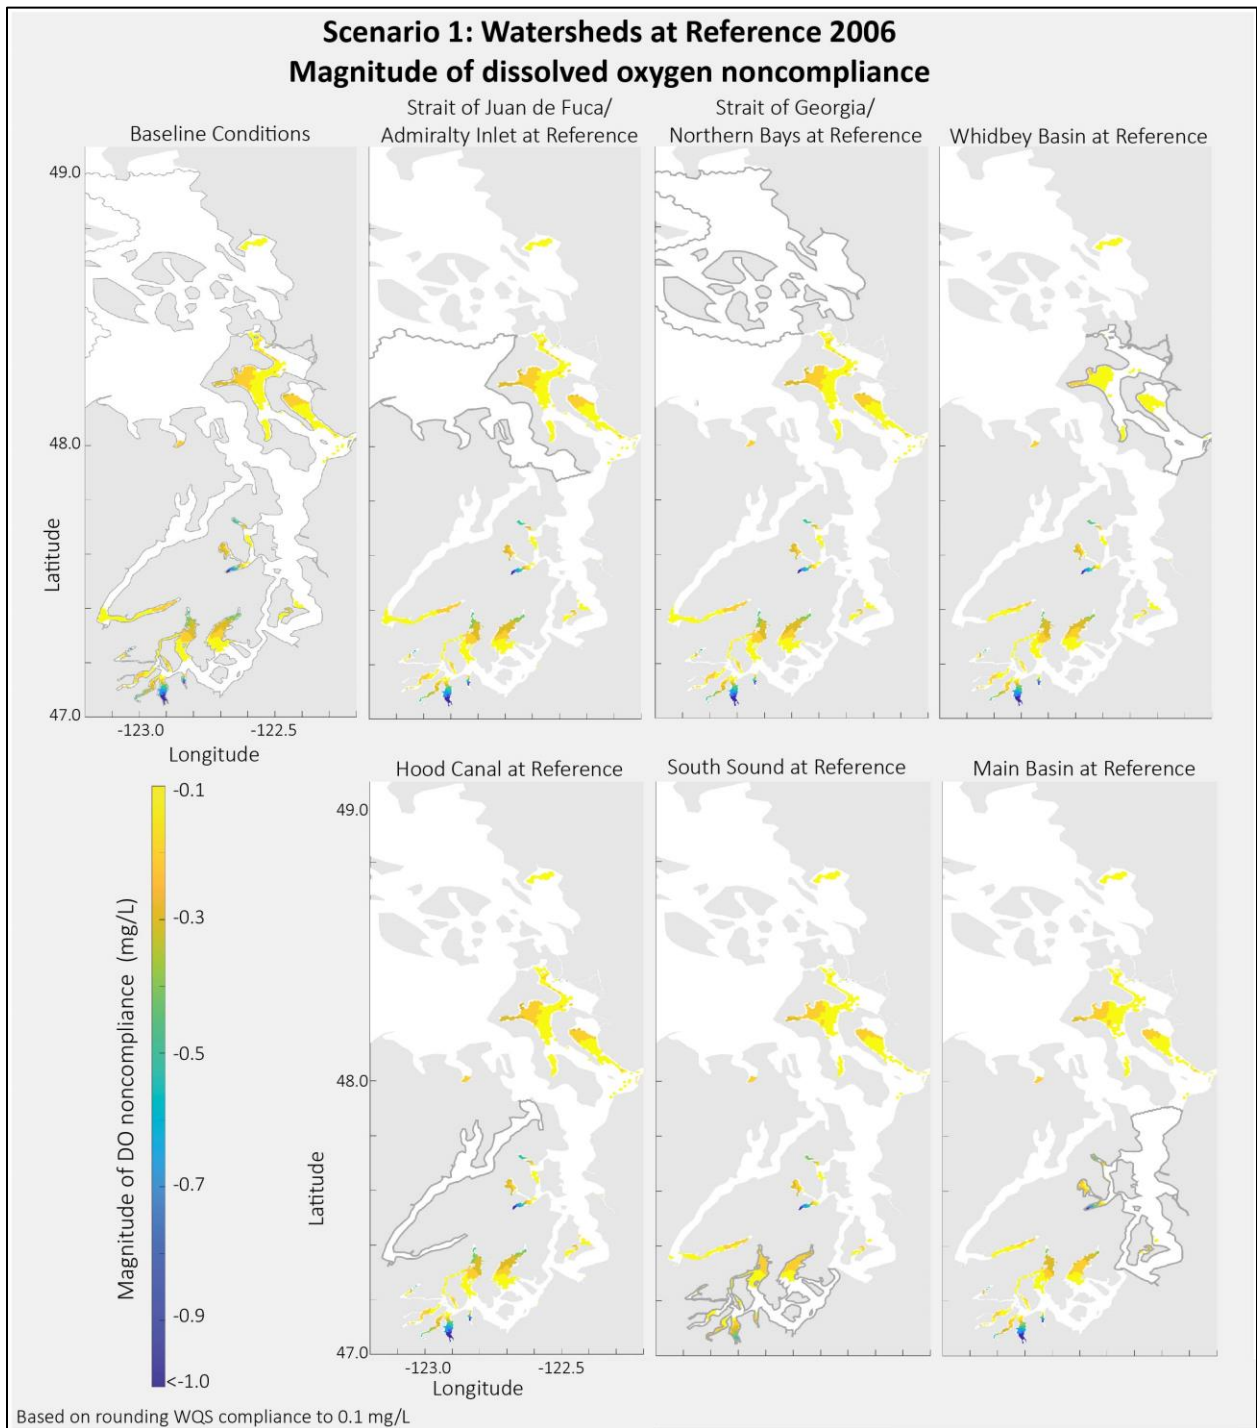 Scenario 1: Watersheds at Reference 2006
Magnitude of dissolved oxygen noncompliance
Baseline Conditions
Strait of Juan de Fuca/
Admiralty Inlet at Reference
Strait of Georgia/
Northern Bays at Reference
Whidbey Basin at Reference
49.0
48.0
47.0
Latitude
-123.0
-122.5
Longitude
Hood Canal at Reference
South Sound at Reference
Main Basin at Reference
49.0
48.0
47.0
Latitude
-123.0
-122.5
Longitude
Magnitude of DO noncompliance (mg/L)
-0.1
-0.3
-0.5
-0.7
-0.9
<-1.0
Based on rounding WQS compliance to 0.1 mg/L